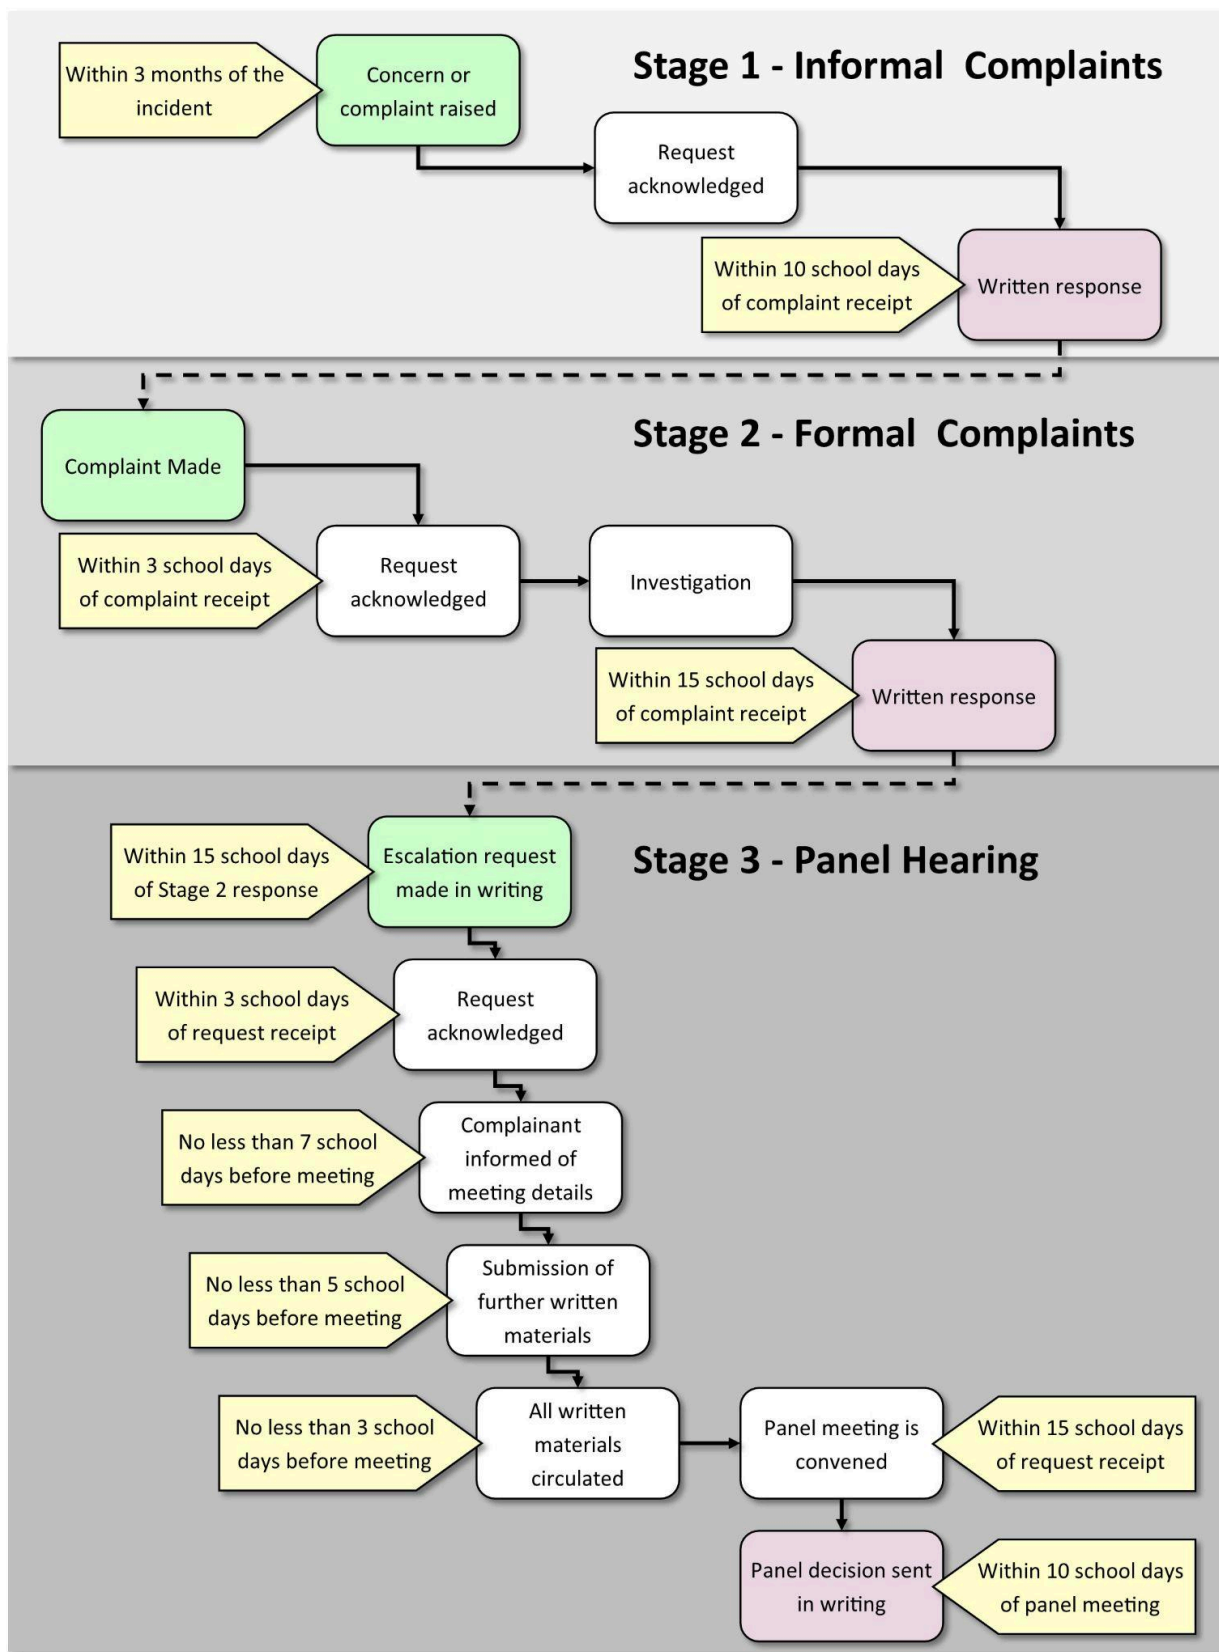 Stage 1 - Informal  Complaints
Within 3 months of the
incident
Concern or
complaint raised
Request
acknowledged
Within 10 school days
of complaint receipt
Written response
Stage 2 - Formal  Complaints
Complaint Made
Within 3 school days
of complaint receipt
Request
acknowledged
Investigation
Within 15 school days
of complaint receipt
Written response
Stage 3 - Panel Hearing
Within 15 school days
of Stage 2 response
Escalation request
made in writing
Within 3 school days
of request receipt
Request
acknowledged
No less than 7 school
days before meeting
Complainant
informed of
meeting details
No less than 5 school
days before meeting
Submission of
further written
materials
No less than 3 school
days before meeting
All written
materials
circulated
Panel meeting is
convened
Within 15 school days
of request receipt
Panel decision sent
in writing
Within 10 school days
of panel meeting